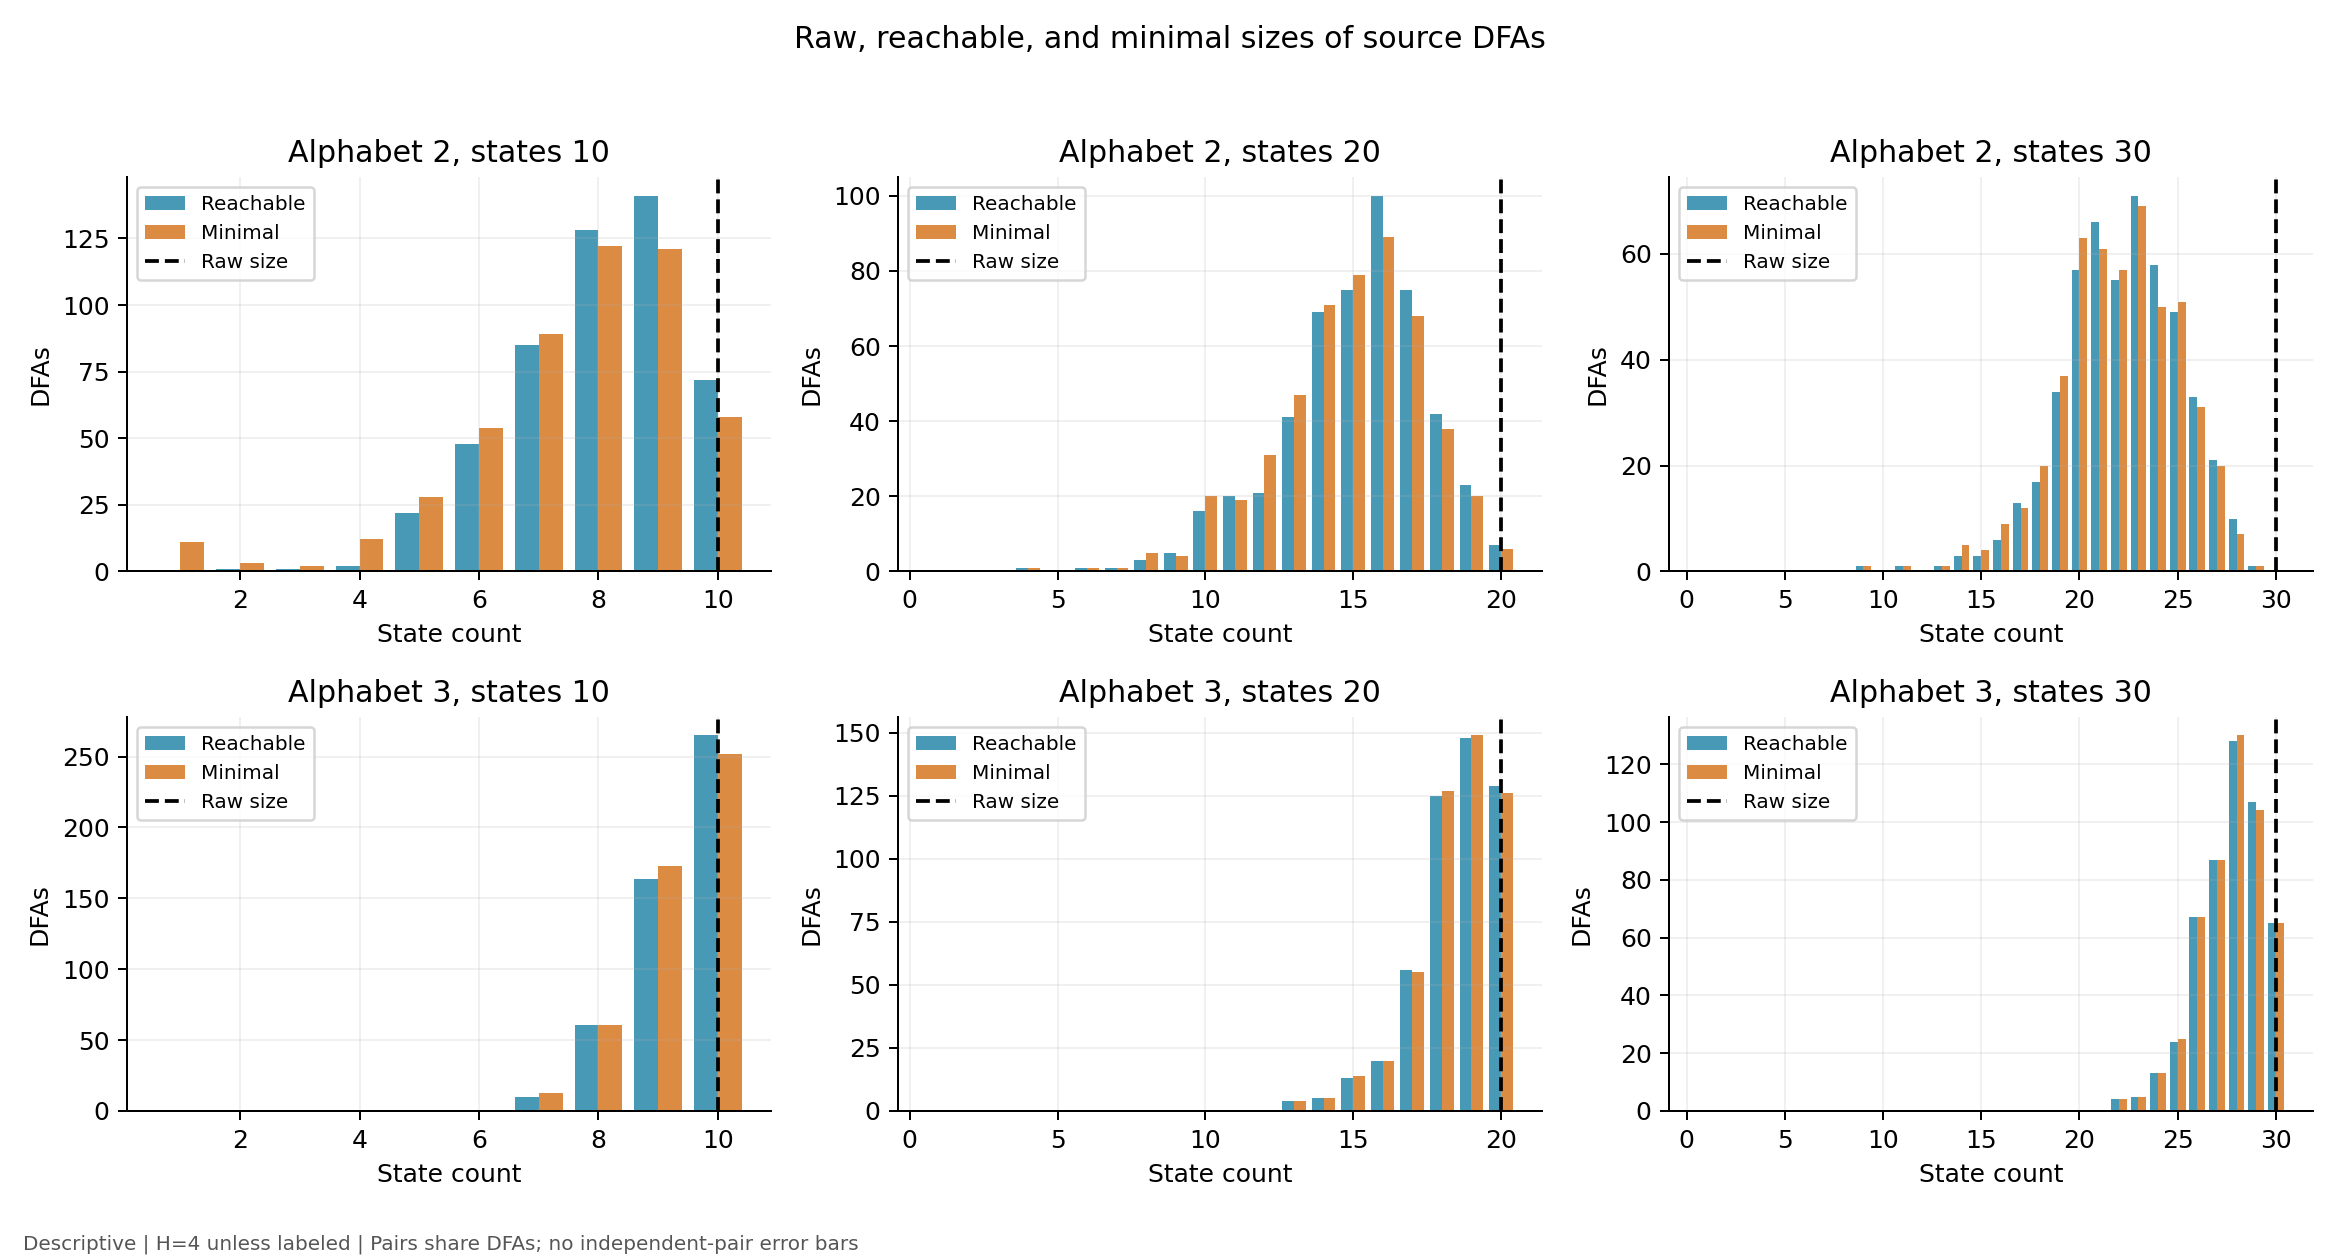 Raw, reachable, and minimal sizes of source DFAs
Alphabet 2, states 10
Reachable
Minimal
Raw size
DFAs
125
100
75
50
25
0
2 4 6 8 10
State count
Alphabet 2, states 20
Reachable
Minimal
Raw size
DFAs
100
80
60
40
20
0
0 5 10 15 20
State count
Alphabet 2, states 30
Reachable
Minimal
Raw size
DFAs
60
40
20
0
0 5 10 15 20 25 30
State count
Alphabet 3, states 10
Reachable
Minimal
Raw size
DFAs
250
200
150
100
50
0
2 4 6 8 10
State count
Alphabet 3, states 20
Reachable
Minimal
Raw size
DFAs
150
125
100
75
50
25
0
0 5 10 15 20
State count
Alphabet 3, states 30
Reachable
Minimal
Raw size
DFAs
120
100
80
60
40
20
0
0 5 10 15 20 25 30
State count
Descriptive | H=4 unless labeled | Pairs share DFAs; no independent-pair error bars